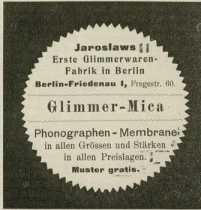 Jaroslaws
Erste Glimmerwaren-
Fabrik in Berlin
Berlin-Friedenau 1, Fregestr. 60.
Glimmer-Mica
Phonographen-Membrane
in allen Grössen und Stärken
in allen Preislagen.
Muster gratis.